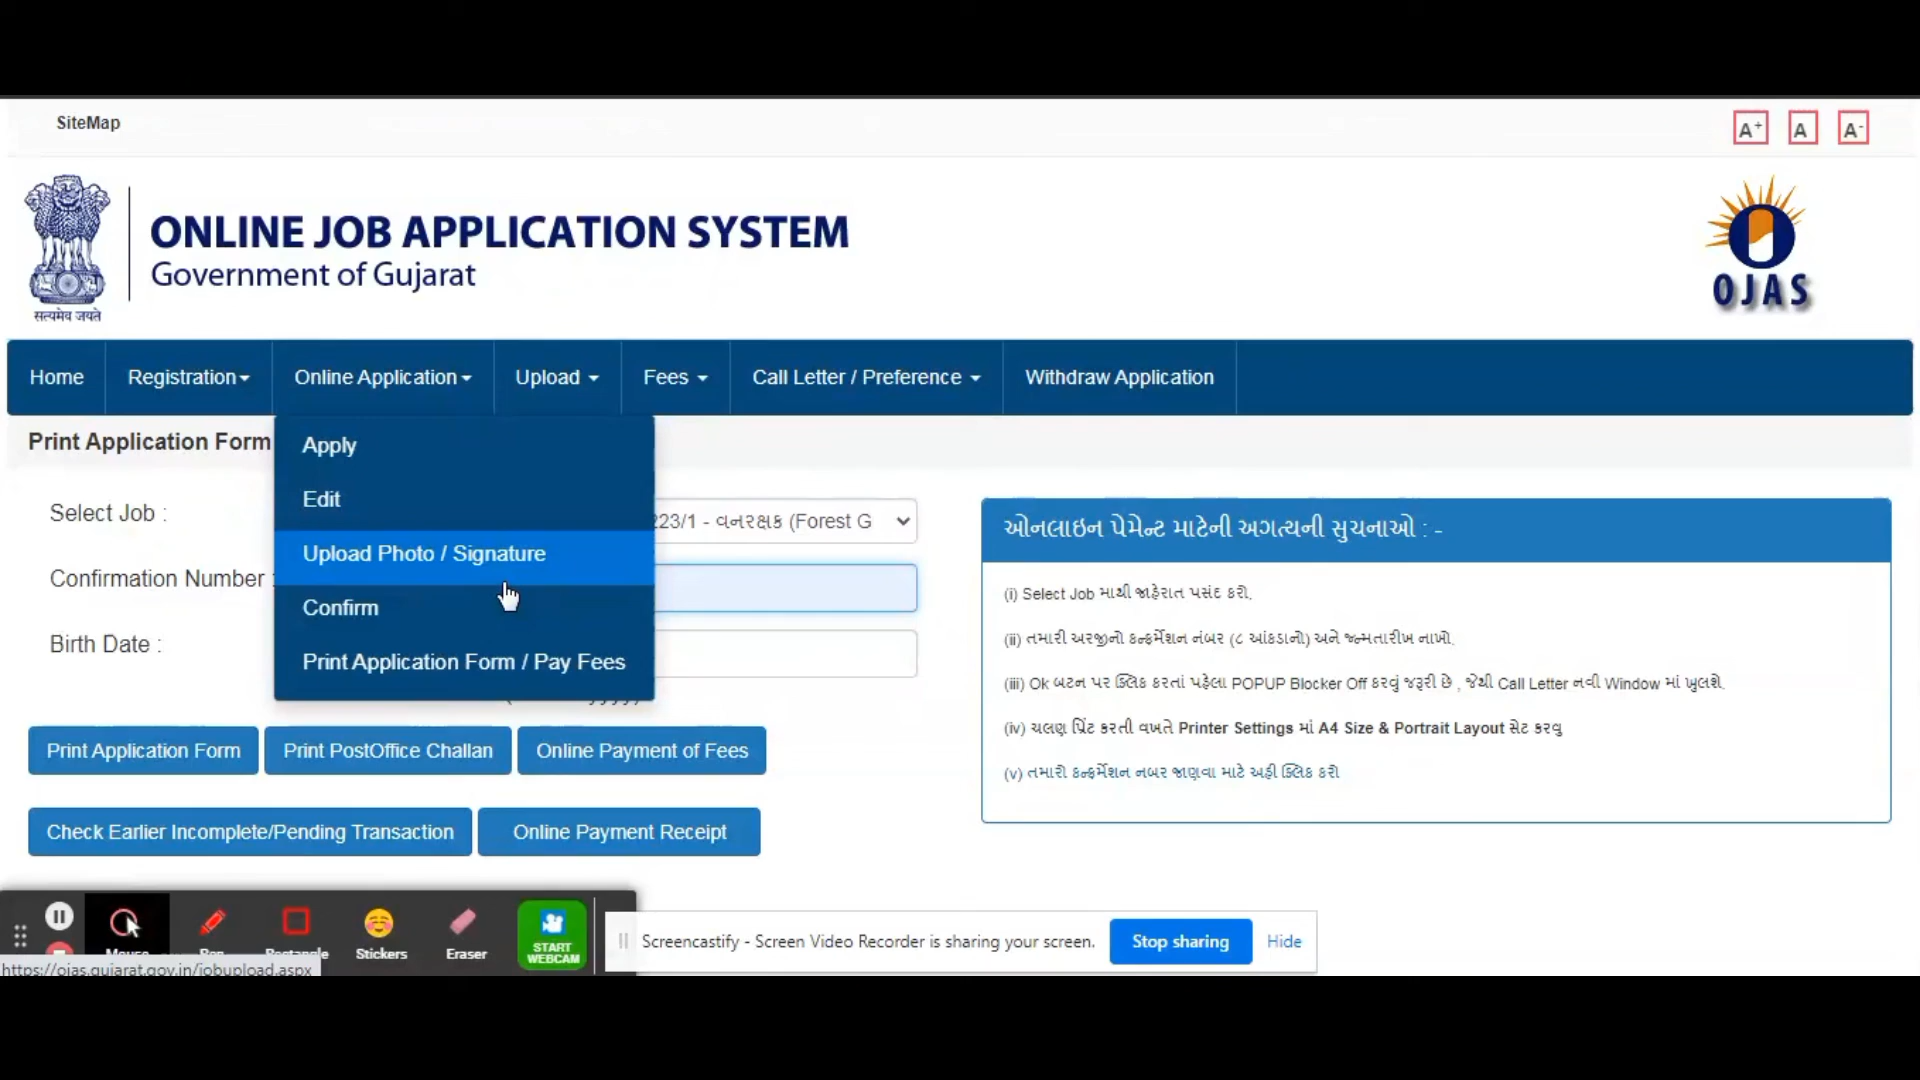 SiteMap
A+ A A-
ONLINE JOB APPLICATION SYSTEM
Government of Gujarat
सत्यमेव जयते
OJAS
Home Registration Online Application Upload Fees Call Letter / Preference Withdraw Application
Print Application Form
Apply
Edit
Upload Photo / Signature
Confirm
Print Application Form / Pay Fees
Select Job :
223/1 - વનરક્ષક (Forest G
Confirmation Number :
Birth Date :
Print Application Form Print PostOffice Challan Online Payment of Fees
Check Earlier Incomplete/Pending Transaction Online Payment Receipt
ઓનલાઇન પેમેન્ટ માટેની અગત્યની સુચનાઓ : -
(i) Select Job માથી જાહેરાત પસંદ કરો.
(ii) તમારી અરજીનો કન્ફર્મેશન નંબર (૮ આંકડાનો) અને જન્મતારીખ નાખો.
(iii) Ok બટન પર ક્લિક કરતાં પહેલા POPUP Blocker Off કરવું જરૂરી છે , જેથી Call Letter નવી Window માં ખુલશે.
(iv) ચલણ પ્રિંટ કરતી વખતે Printer Settings માં A4 Size & Portrait Layout સેટ કરવુ
(v) તમારો કન્ફર્મેશન નબર જાણવા માટે અહી ક્લિક કરો
Mouse Pen Rectangle Stickers Eraser START WEBCAM
Screencastify - Screen Video Recorder is sharing your screen. Stop sharing Hide
https://ojas.gujarat.gov.in/jobupload.aspx